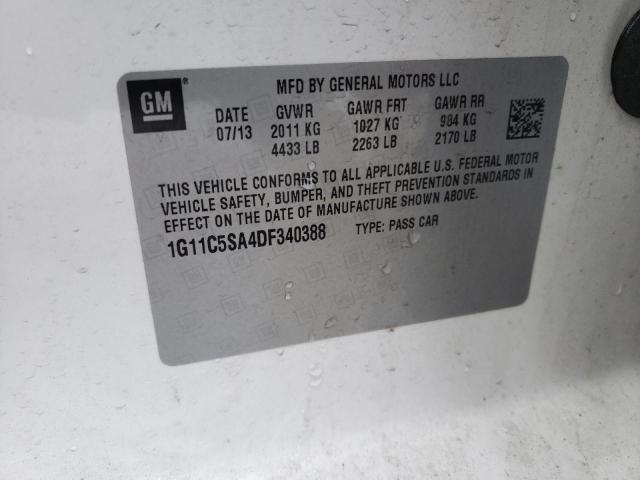 GM ®
MFD BY GENERAL MOTORS LLC
DATE GVWR GAWR FRT GAWR RR
07/13 2011 KG 1027 KG 984 KG
4433 LB 2263 LB 2170 LB
THIS VEHICLE CONFORMS TO ALL APPLICABLE U.S. FEDERAL MOTOR
VEHICLE SAFETY, BUMPER, AND THEFT PREVENTION STANDARDS IN
EFFECT ON THE DATE OF MANUFACTURE SHOWN ABOVE.
1G11C5SA4DF340388 TYPE: PASS CAR